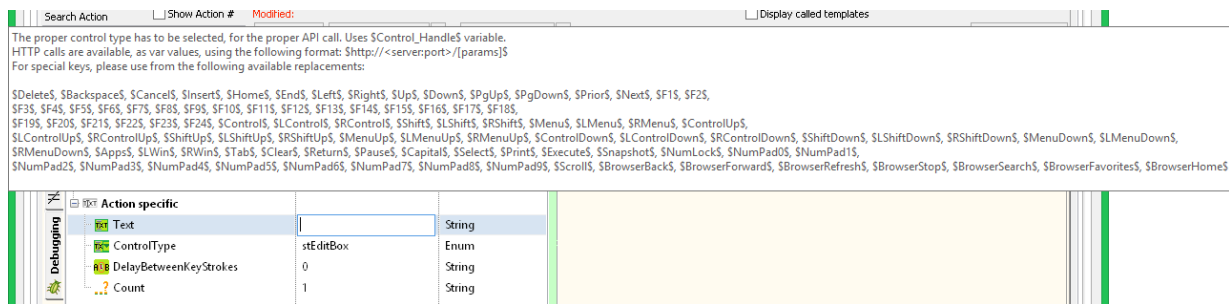 Search Action Show Action # Modified: Display called templates
The proper control type has to be selected, for the proper API call. Uses $Control_Handle$ variable.
HTTP calls are available, as var values, using the following format: $http://<server:port>/[params]$
For special keys, please use from the following available replacements:
$Delete$, $Backspace$, $Cancel$, $Insert$, $Home$, $End$, $Left$, $Right$, $Up$, $Down$, $PgUp$, $PgDown$, $Prior$, $Next$, $F1$, $F2$,
$F3$, $F4$, $F5$, $F6$, $F7$, $F8$, $F9$, $F10$, $F11$, $F12$, $F13$, $F14$, $F15$, $F16$, $F17$, $F18$,
$F19$, $F20$, $F21$, $F22$, $F23$, $F24$, $Control$, $LControl$, $RControl$, $Shift$, $LShift$, $RShift$, $Menu$, $LMenu$, $RMenu$, $ControlUp$,
$LControlUp$, $RControlUp$, $ShiftUp$, $LShiftUp$, $RShiftUp$, $MenuUp$, $LMenuUp$, $RMenuUp$, $ControlDown$, $LControlDown$, $RControlDown$, $ShiftDown$, $LShiftDown$, $RShiftDown$, $MenuDown$, $LMenuDown$,
$RMenuDown$, $Apps$, $LWin$, $RWin$, $Tab$, $Clear$, $Return$, $Pause$, $Capital$, $Select$, $Print$, $Execute$, $Snapshot$, $NumLock$, $NumPad0$, $NumPad1$,
$NumPad2$, $NumPad3$, $NumPad4$, $NumPad5$, $NumPad6$, $NumPad7$, $NumPad8$, $NumPad9$, $Scroll$, $BrowserBack$, $BrowserForward$, $BrowserRefresh$, $BrowserStop$, $BrowserSearch$, $BrowserFavorites$, $BrowserHome$
Debugging
Action specific
Text String
ControlType stEditBox Enum
DelayBetweenKeyStrokes 0 String
Count 1 String